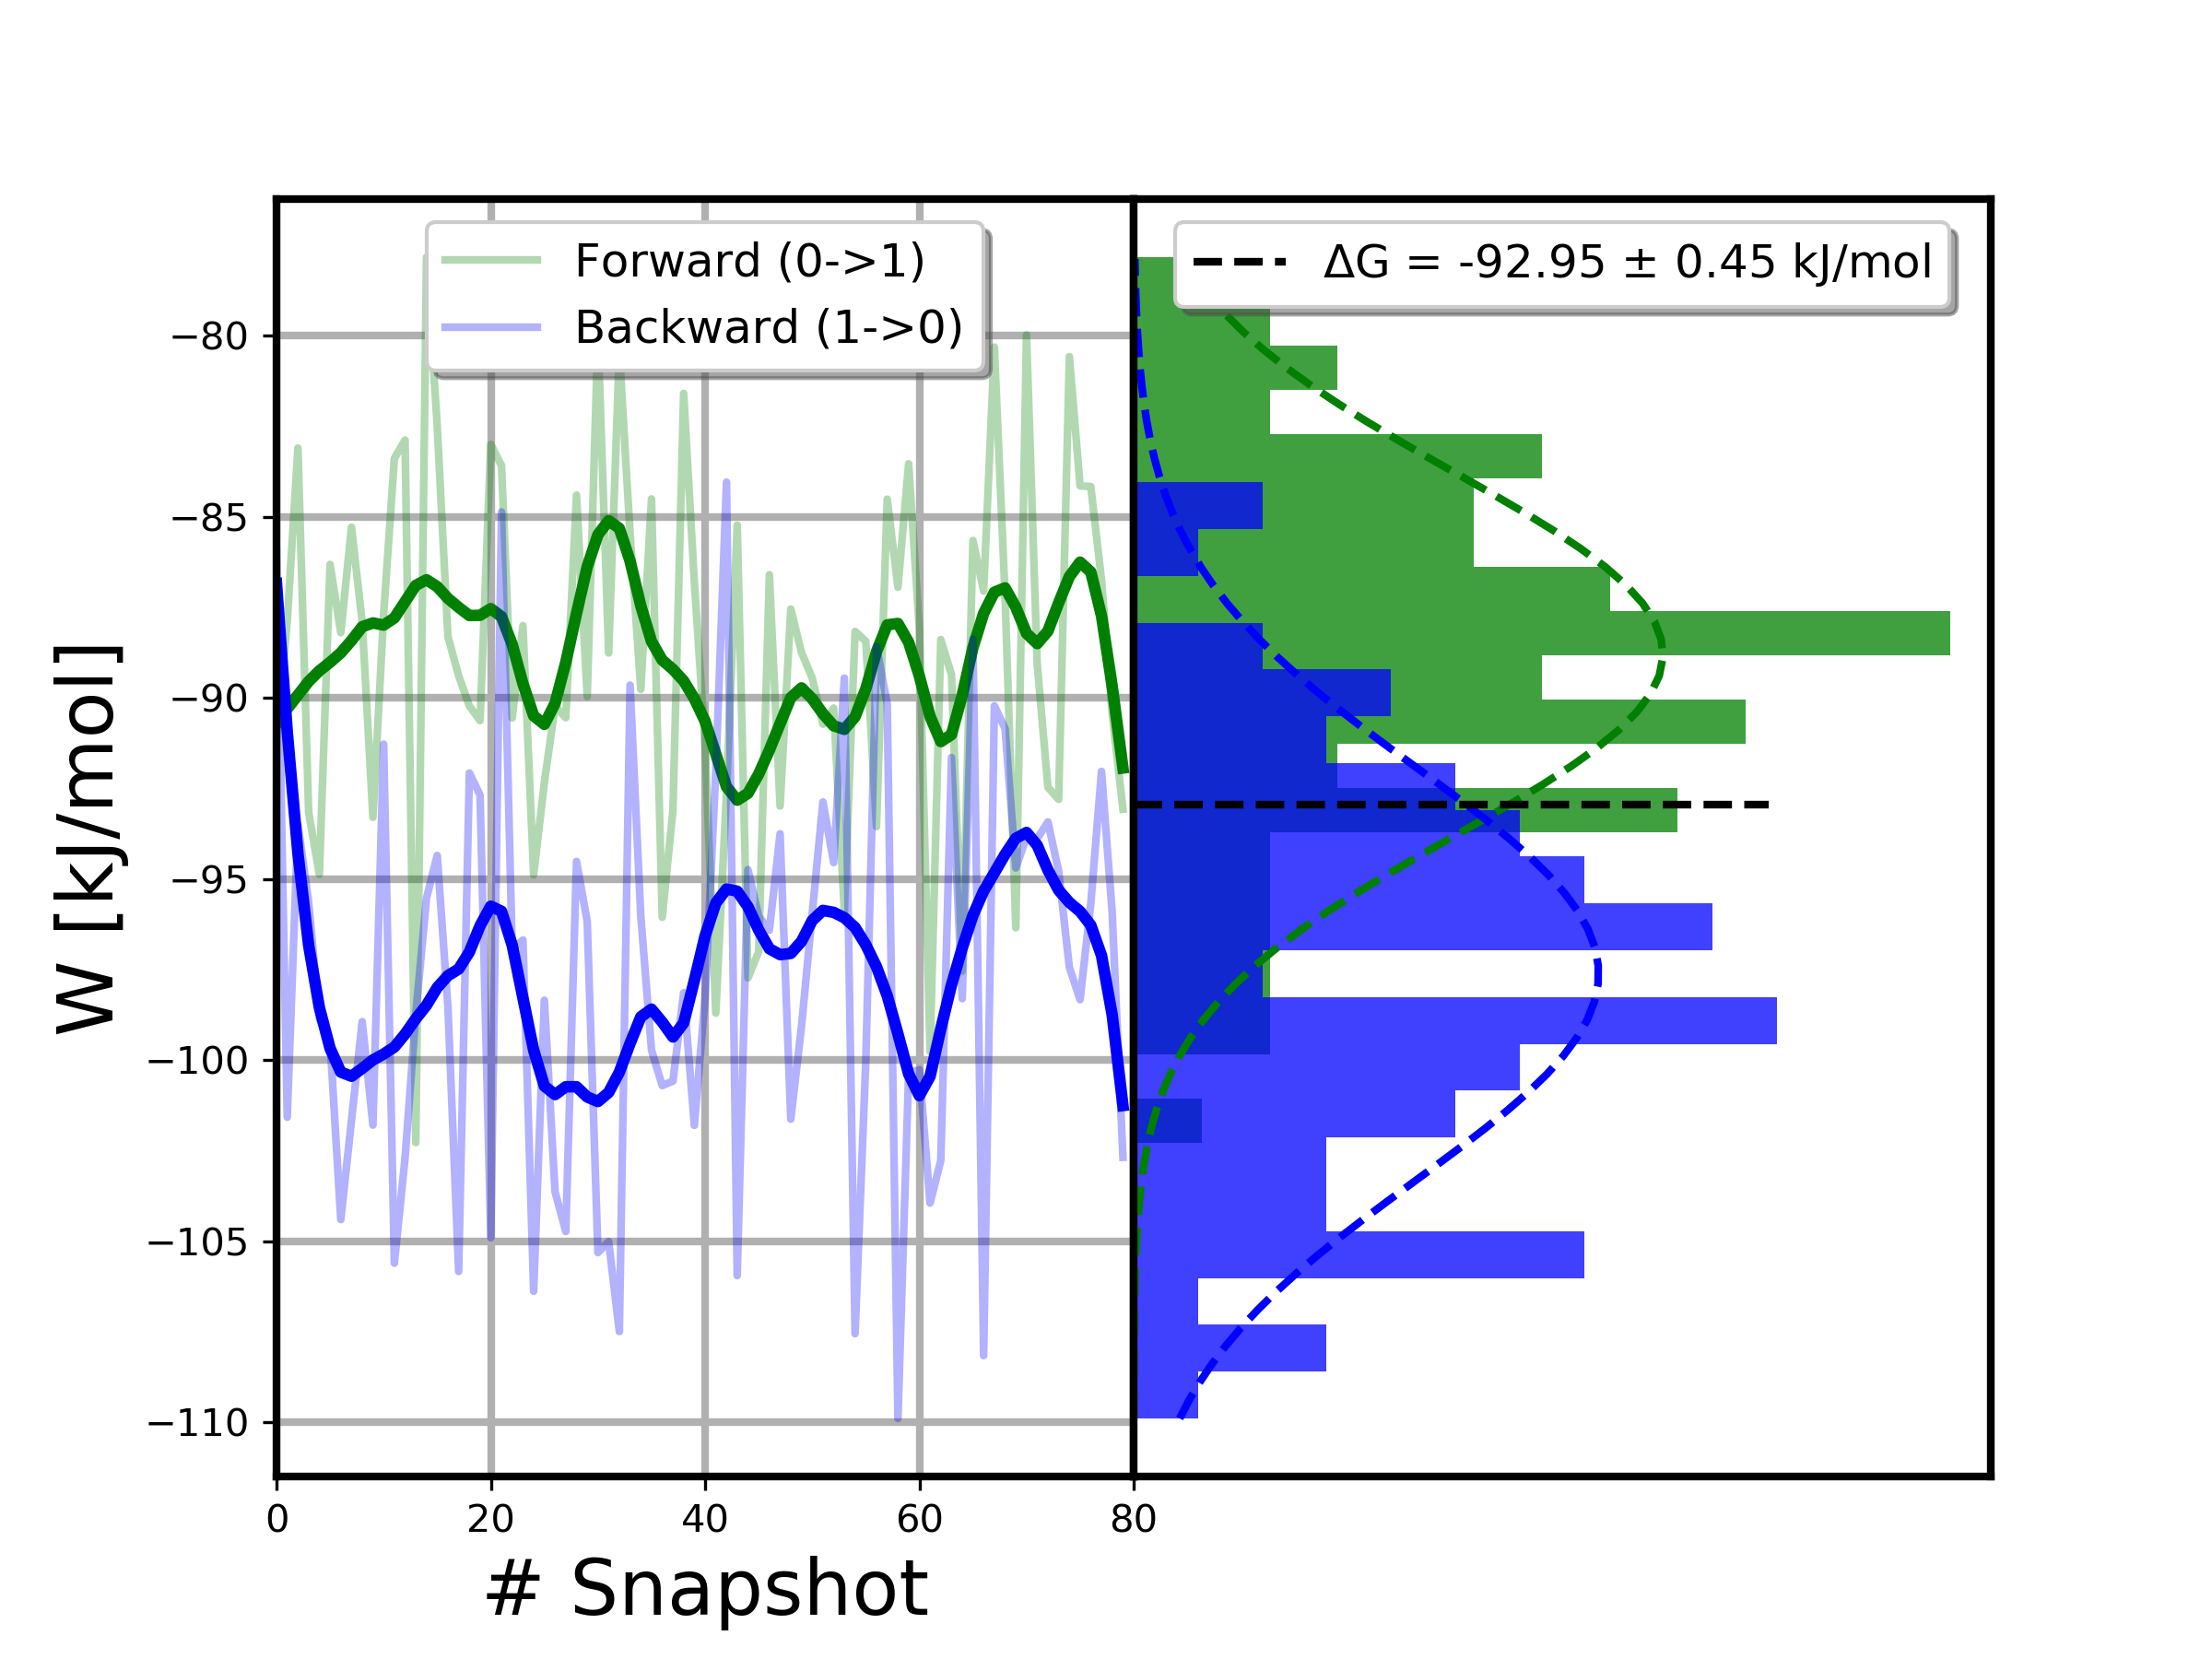 Forward (0->1)
Backward (1->0)
ΔG = -92.95 ± 0.45 kJ/mol
W [kJ/mol]
−80
−85
−90
−95
−100
−105
−110
0 20 40 60 80
# Snapshot